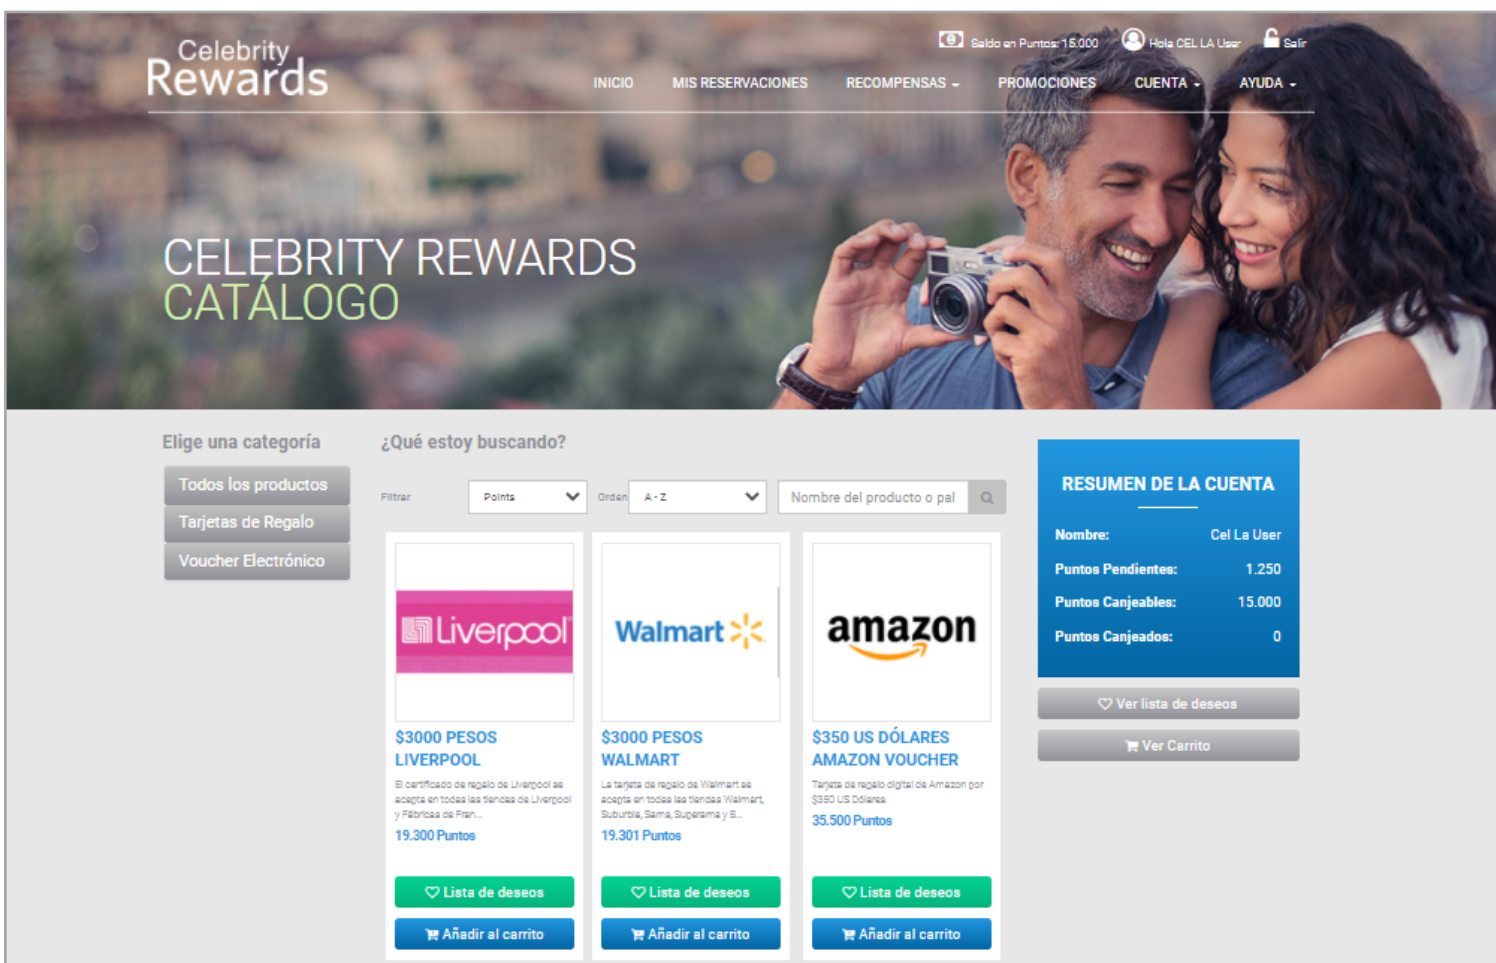 Celebrity
Rewards
Saldo en Puntos: 15.000
Hola CEL LA User
Salir
INICIO
MIS RESERVACIONES
RECOMPENSAS
PROMOCIONES
CUENTA
AYUDA
CELEBRITY REWARDS
CATÁLOGO
Elige una categoría
Todos los productos
Tarjetas de Regalo
Voucher Electrónico
¿Qué estoy buscando?
Filtrar
Points
Orden
A - Z
Nombre del producto o pal
Liverpool
$3000 PESOS
LIVERPOOL
El certificado de regalo de Liverpool se
acepta en todas las tiendas de Liverpool
y Fábricas de Fran...
19.300 Puntos
Lista de deseos
Añadir al carrito
Walmart
$3000 PESOS
WALMART
La tarjeta de regalo de Walmart se
acepta en todas las tiendas Walmart,
Suburbia, Sams, Superama y B...
19.301 Puntos
Lista de deseos
Añadir al carrito
amazon
$350 US DÓLARES
AMAZON VOUCHER
Tarjeta de regalo digital de Amazon por
$350 US Dólares.
35.500 Puntos
Lista de deseos
Añadir al carrito
RESUMEN DE LA CUENTA
Nombre: Cel La User
Puntos Pendientes: 1.250
Puntos Canjeables: 15.000
Puntos Canjeados: 0
Ver lista de deseos
Ver Carrito